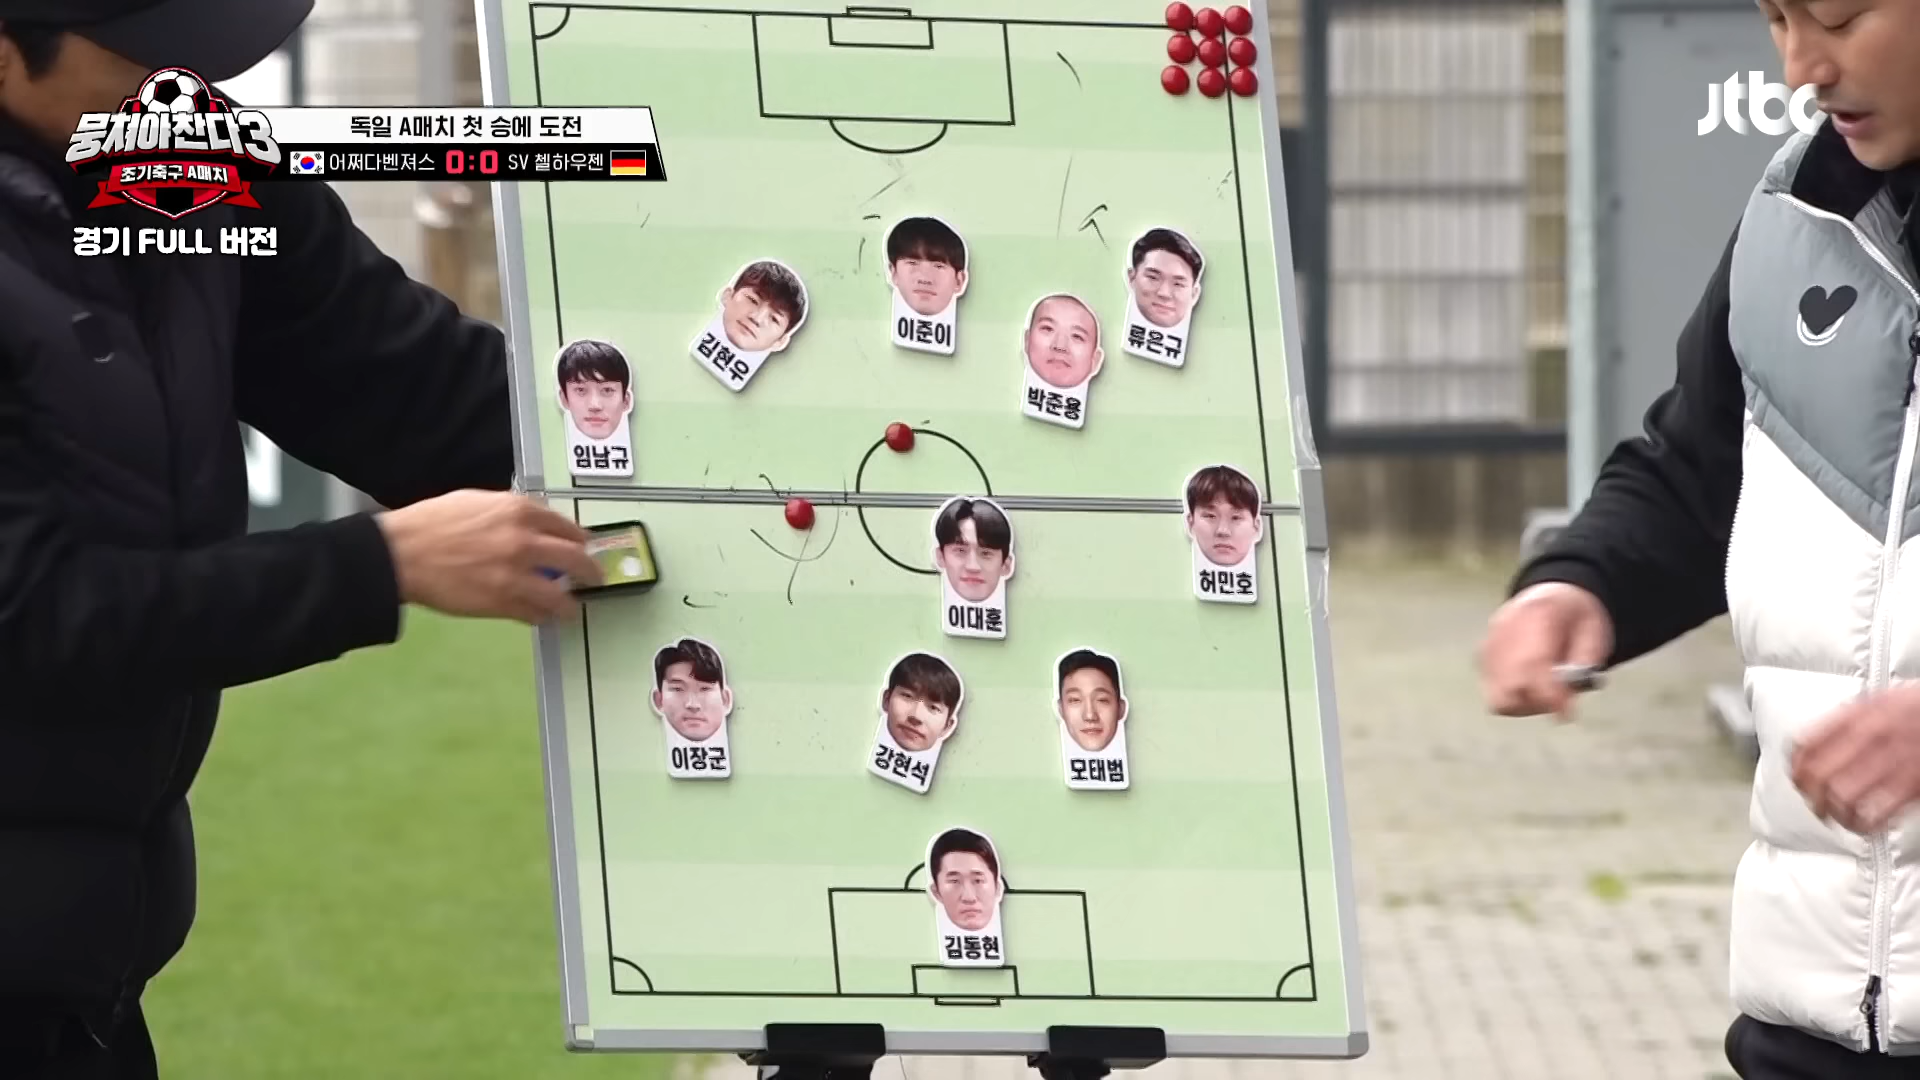 뭉쳐야찬다3
조기축구 A매치
경기 FULL 버전
독일 A매치 첫 승에 도전
어쩌다벤져스 0:0 SV 첼하우젠
jtbc
이준이
류은규
김현우
박준용
임남규
허민호
이대훈
이장군
강현석
모태범
김동현